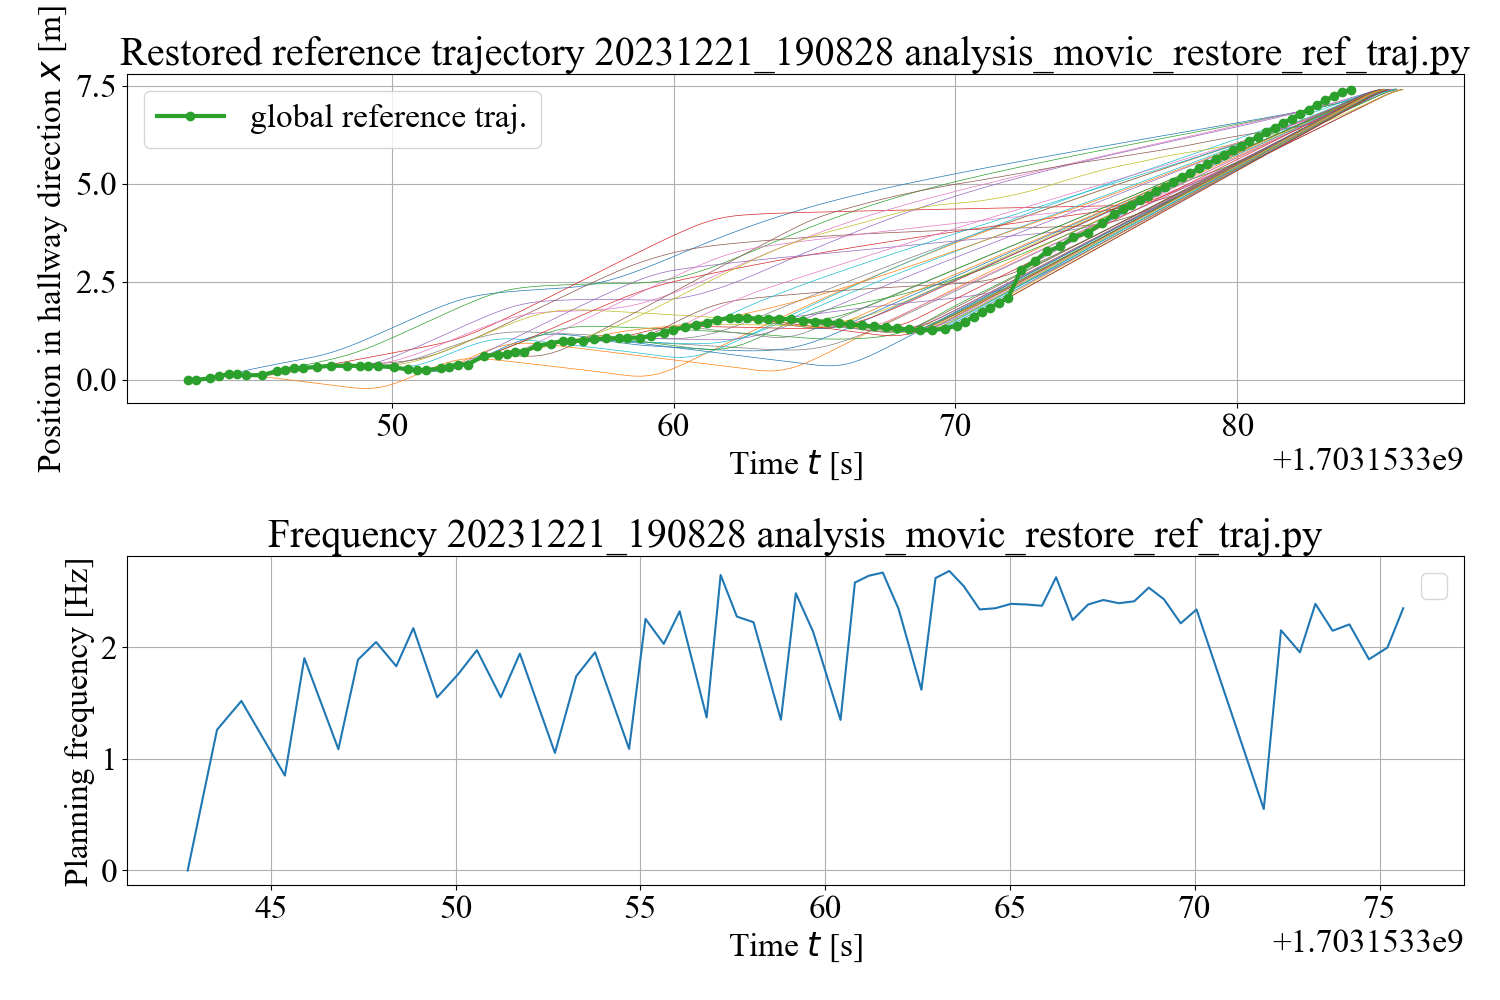 Restored reference trajectory 20231221_190828 analysis_movic_restore_ref_traj.py
Position in hallway direction x [m]
7.5
5.0
2.5
0.0
global reference traj.
50 60 70 80
Time t [s]
+1.7031533e9
Frequency 20231221_190828 analysis_movic_restore_ref_traj.py
Planning frequency [Hz]
2
1
0
45 50 55 60 65 70 75
Time t [s]
+1.7031533e9